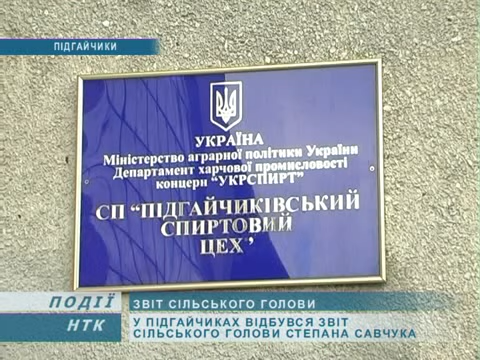 ПІДГАЙЧИКИ
УКРАЇНА
Міністерство аграрної політики України
Департамент харчової промисловості
концерн "УКРСПИРТ"
СП "ПІДГАЙЧИКІВСЬКИЙ
СПИРТОВИЙ
ЦЕХ"
ПОДІЇ
НТК
ЗВІТ СІЛЬСЬКОГО ГОЛОВИ
У ПІДГАЙЧИКАХ ВІДБУВСЯ ЗВІТ
СІЛЬСЬКОГО ГОЛОВИ СТЕПАНА САВЧУКА